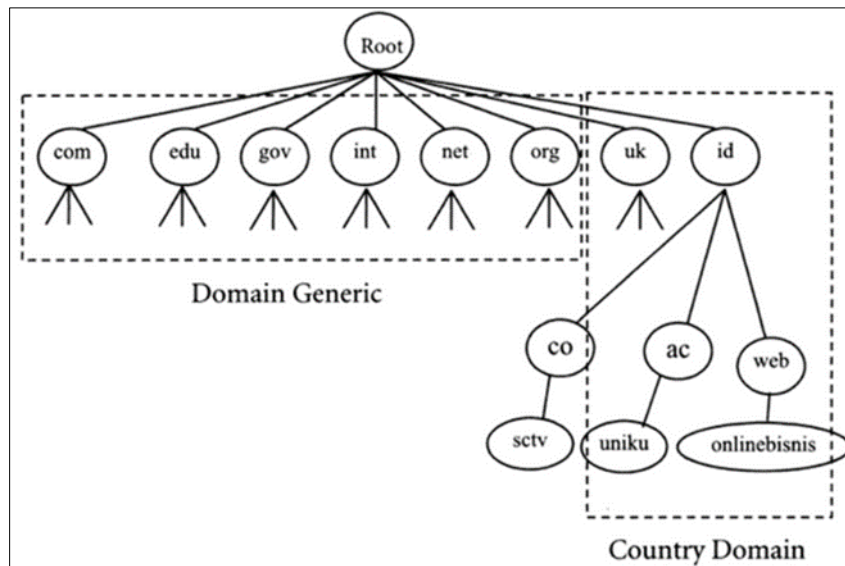 Root
com edu gov int net org uk id
Domain Generic
co ac web
sctv uniku onlinebisnis
Country Domain